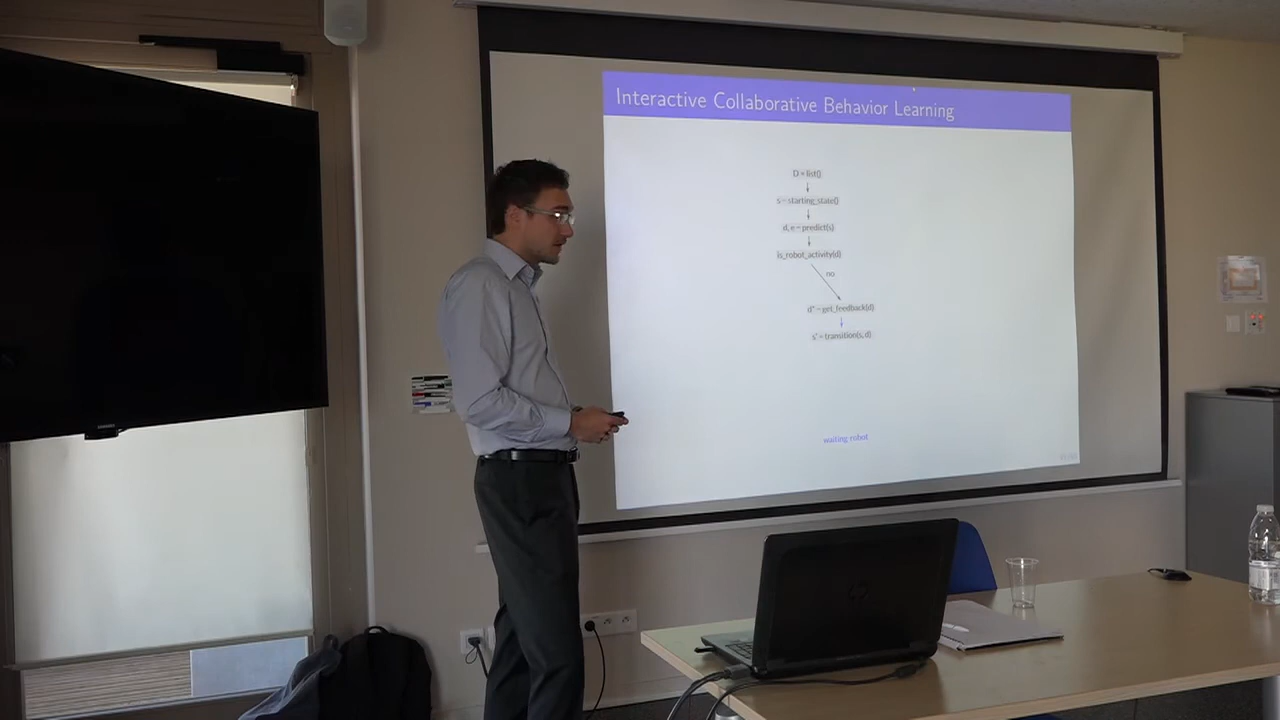 Interactive Collaborative Behavior Learning
D = list()
s = starting_state()
d, e = predict(s)
is_robot_activity(d)
no
d* = get_feedback(d)
s* = transition(s, d)
waiting robot